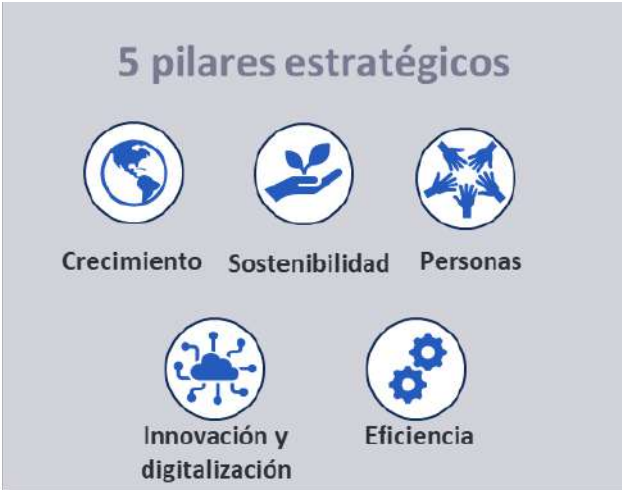 5 pilares estratégicos
Crecimiento
Sostenibilidad
Personas
Innovación y
digitalización
Eficiencia